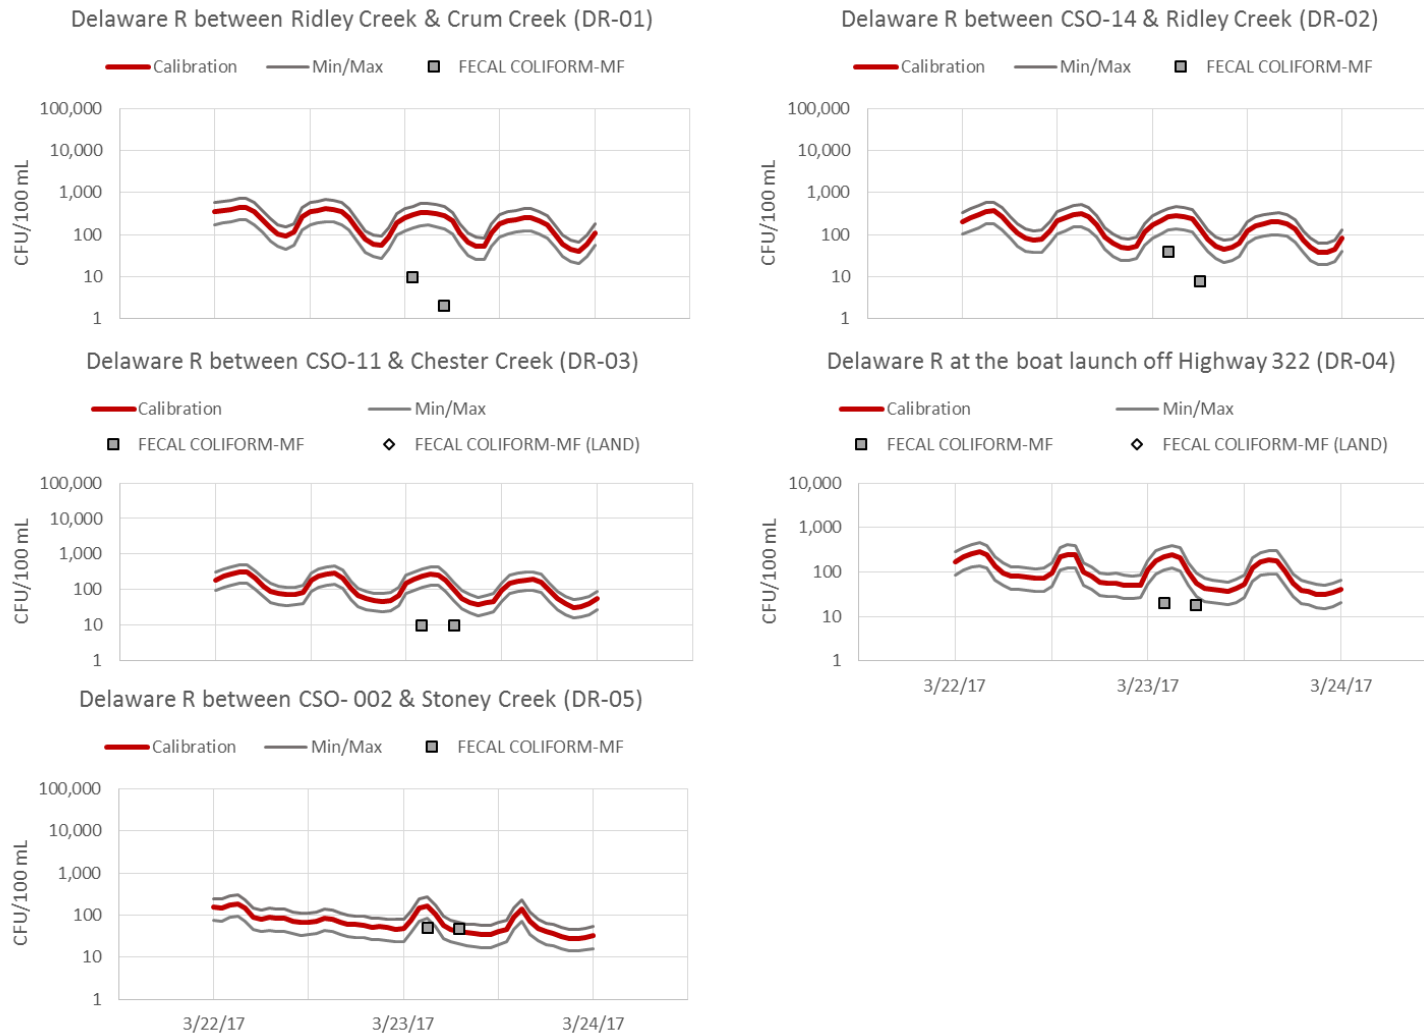 Delaware R between Ridley Creek & Crum Creek (DR-01)
Calibration Min/Max FECAL COLIFORM-MF
100,000
10,000
1,000
100
10
1
CFU/100 mL
Delaware R between CSO-14 & Ridley Creek (DR-02)
Calibration Min/Max FECAL COLIFORM-MF
100,000
10,000
1,000
100
10
1
CFU/100 mL
Delaware R between CSO-11 & Chester Creek (DR-03)
Calibration Min/Max
FECAL COLIFORM-MF FECAL COLIFORM-MF (LAND)
100,000
10,000
1,000
100
10
1
CFU/100 mL
Delaware R at the boat launch off Highway 322 (DR-04)
Calibration Min/Max
FECAL COLIFORM-MF FECAL COLIFORM-MF (LAND)
10,000
1,000
100
10
1
CFU/100 mL
3/22/17 3/23/17 3/24/17
Delaware R between CSO- 002 & Stoney Creek (DR-05)
Calibration Min/Max FECAL COLIFORM-MF
100,000
10,000
1,000
100
10
1
CFU/100 mL
3/22/17 3/23/17 3/24/17